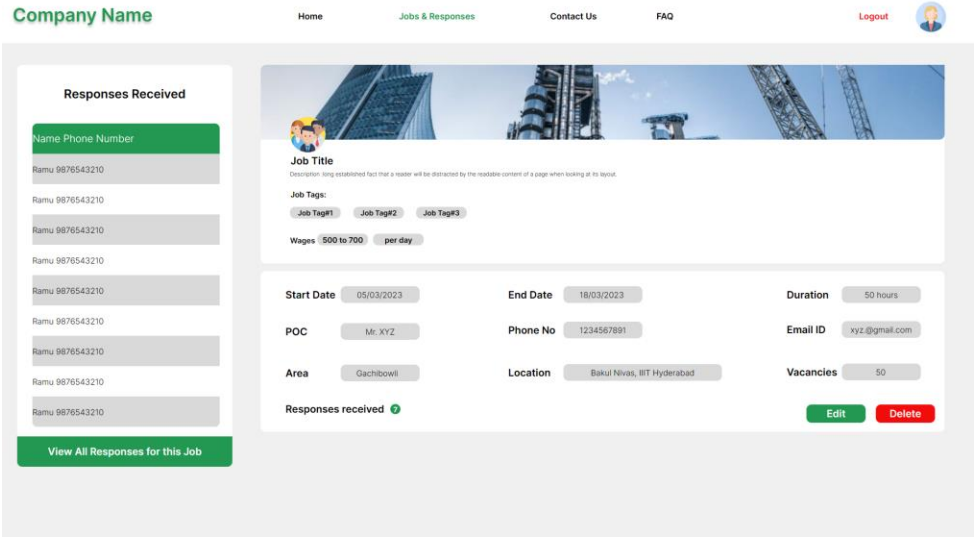 Company Name
Home Jobs & Responses Contact Us FAQ Logout
Responses Received
Name Phone Number
Ramu 9876543210
Ramu 9876543210
Ramu 9876543210
Ramu 9876543210
Ramu 9876543210
Ramu 9876543210
Ramu 9876543210
Ramu 9876543210
Ramu 9876543210
View All Responses for this Job
Job Title
Description :long established fact that a reader will be distracted by the readable content of a page when looking at its layout
Job Tags:
Job Tag#1 Job Tag#2 Job Tag#3
Wages 500 to 700 per day
Start Date 05/03/2023 End Date 18/03/2023 Duration 50 hours
POC Mr. XYZ Phone No 1234567891 Email ID xyz.@gmail.com
Area Gachibowli Location Bakul Nivas, IIIT Hyderabad Vacancies 50
Responses received 7
Edit Delete